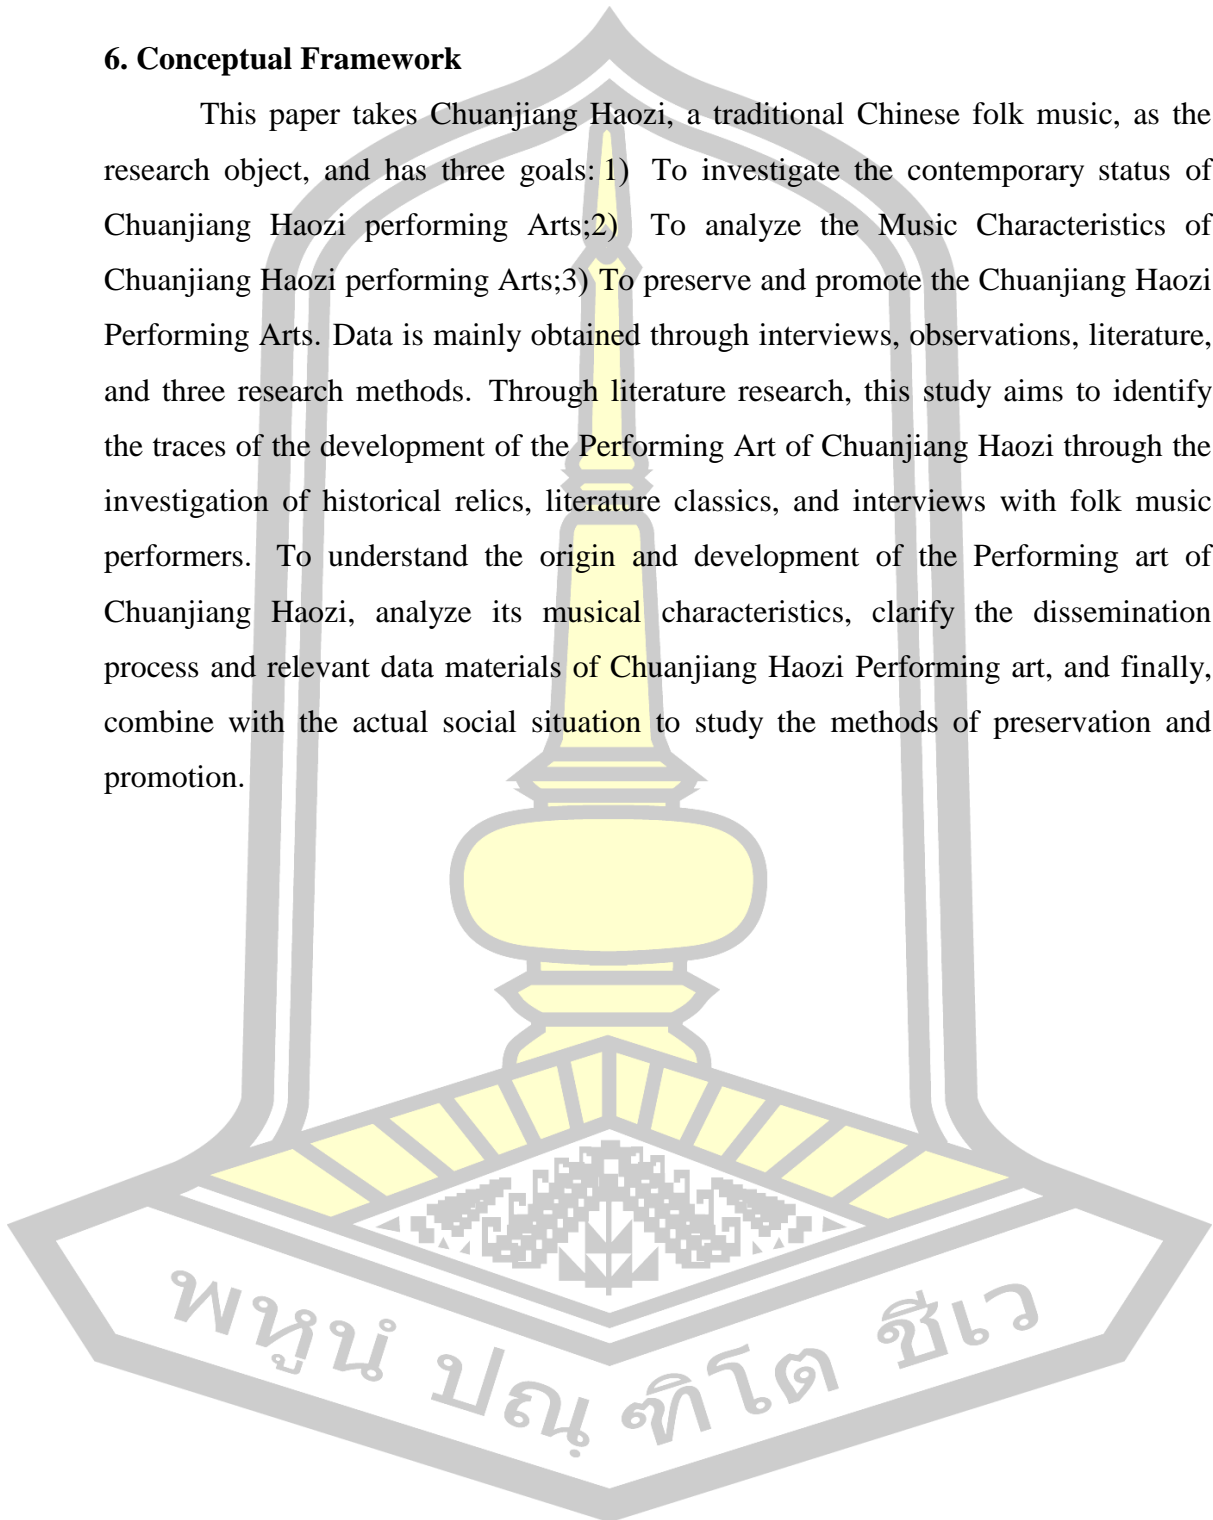 6. Conceptual Framework
This paper takes Chuanjiang Haozi, a traditional Chinese folk music, as the
research object, and has three goals: 1) To investigate the contemporary status of
Chuanjiang Haozi performing Arts;2) To analyze the Music Characteristics of
Chuanjiang Haozi performing Arts;3) To preserve and promote the Chuanjiang Haozi
Performing Arts. Data is mainly obtained through interviews, observations, literature,
and three research methods. Through literature research, this study aims to identify
the traces of the development of the Performing Art of Chuanjiang Haozi through the
investigation of historical relics, literature classics, and interviews with folk music
performers. To understand the origin and development of the Performing art of
Chuanjiang Haozi, analyze its musical characteristics, clarify the dissemination
process and relevant data materials of Chuanjiang Haozi Performing art, and finally,
combine with the actual social situation to study the methods of preservation and
promotion.
พหูนํ ปณฺฑิโต ชีเว